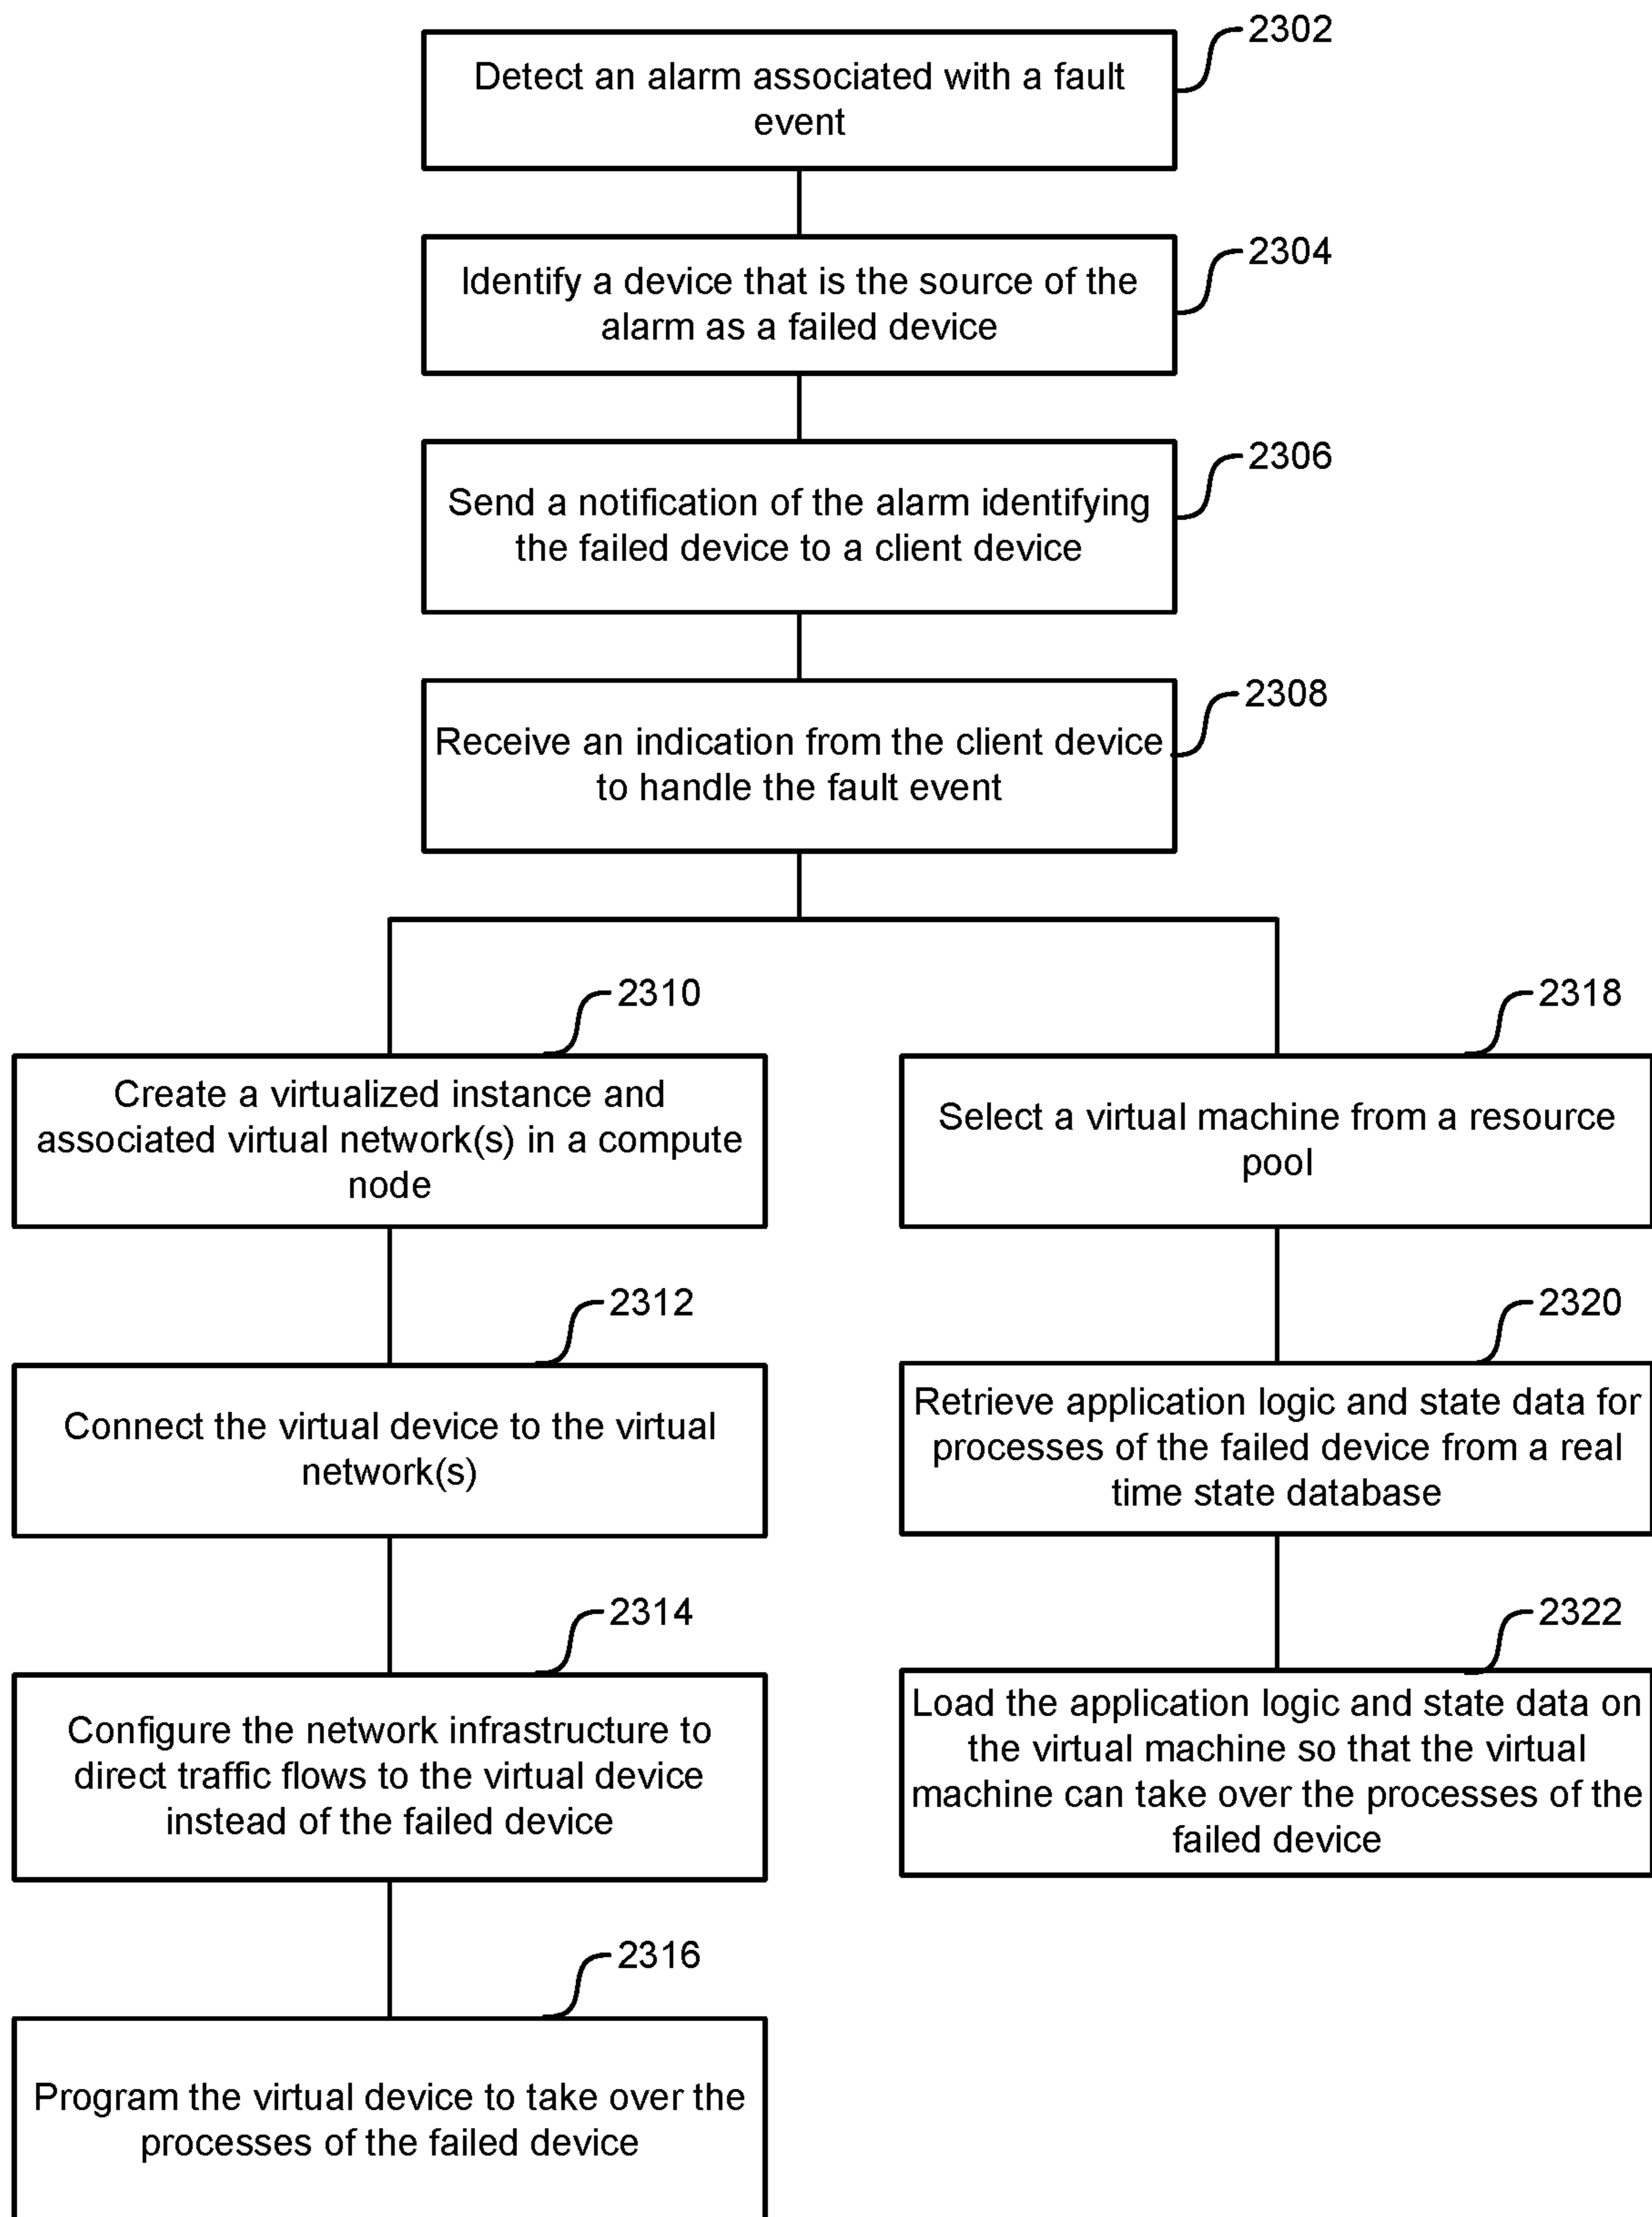 2302
Detect an alarm associated with a fault
event
2304
Identify a device that is the source of the
alarm as a failed device
2306
Send a notification of the alarm identifying
the failed device to a client device
2308
Receive an indication from the client device
to handle the fault event
2310
Create a virtualized instance and
associated virtual network(s) in a compute
node
2312
Connect the virtual device to the virtual
network(s)
2314
Configure the network infrastructure to
direct traffic flows to the virtual device
instead of the failed device
2316
Program the virtual device to take over the
processes of the failed device
2318
Select a virtual machine from a resource
pool
2320
Retrieve application logic and state data for
processes of the failed device from a real
time state database
2322
Load the application logic and state data on
the virtual machine so that the virtual
machine can take over the processes of the
failed device